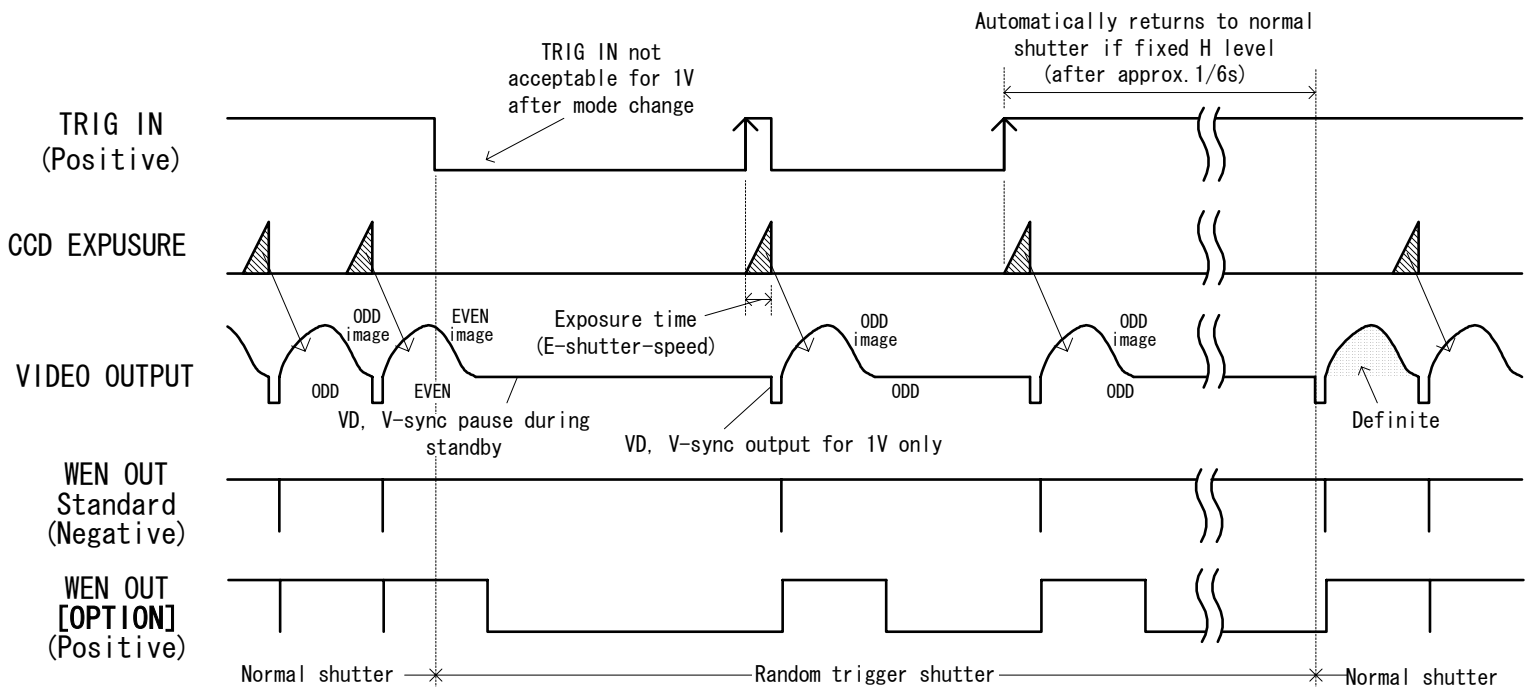 Automatically returns to normal
shutter if fixed H level
(after approx.1/6s)
TRIG IN not
acceptable for 1V
after mode change
TRIG IN
(Positive)
CCD EXPUSURE
Exposure time
(E-shutter-speed)
ODD
image
EVEN
image
ODD
image
ODD
image
VIDEO OUTPUT
ODD
EVEN
ODD
ODD
VD, V-sync pause during
standby
VD, V-sync output for 1V only
Definite
WEN OUT
Standard
(Negative)
WEN OUT
[OPTION]
(Positive)
Normal shutter
Random trigger shutter
Normal shutter